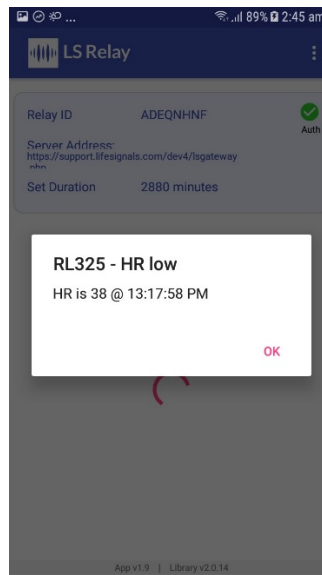 ... 89% 2:45 am
LS Relay
Relay ID ADEQNHNF
Auth
Server Address:
https://support.lifesignals.com/dev4/lsgateway
.php
Set Duration 2880 minutes
RL325 - HR low
HR is 38 @ 13:17:58 PM
OK
App v1.9 | Library v2.0.14